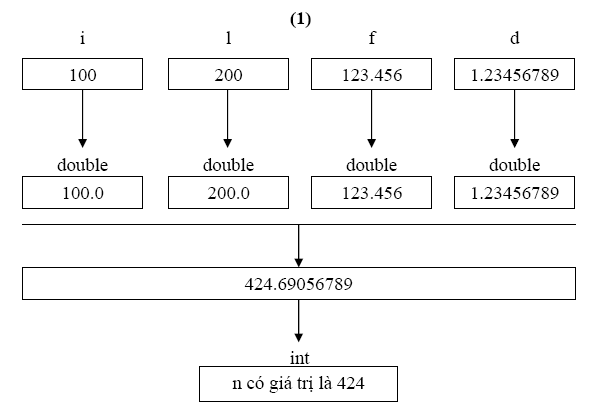 (1)
i l f d
100 200 123.456 1.23456789
double double double double
100.0 200.0 123.456 1.23456789
424.69056789
int
n có giá trị là 424